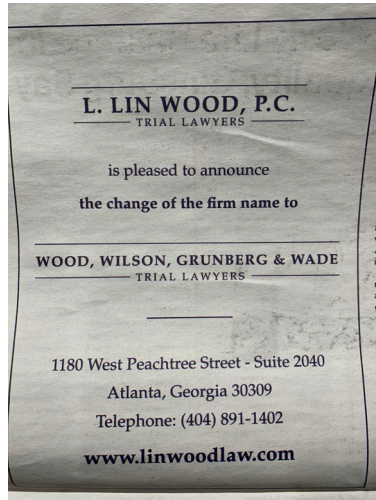 L. LIN WOOD, P.C.
TRIAL LAWYERS
is pleased to announce
the change of the firm name to
WOOD, WILSON, GRUNBERG & WADE
TRIAL LAWYERS
1180 West Peachtree Street - Suite 2040
Atlanta, Georgia 30309
Telephone: (404) 891-1402
www.linwoodlaw.com